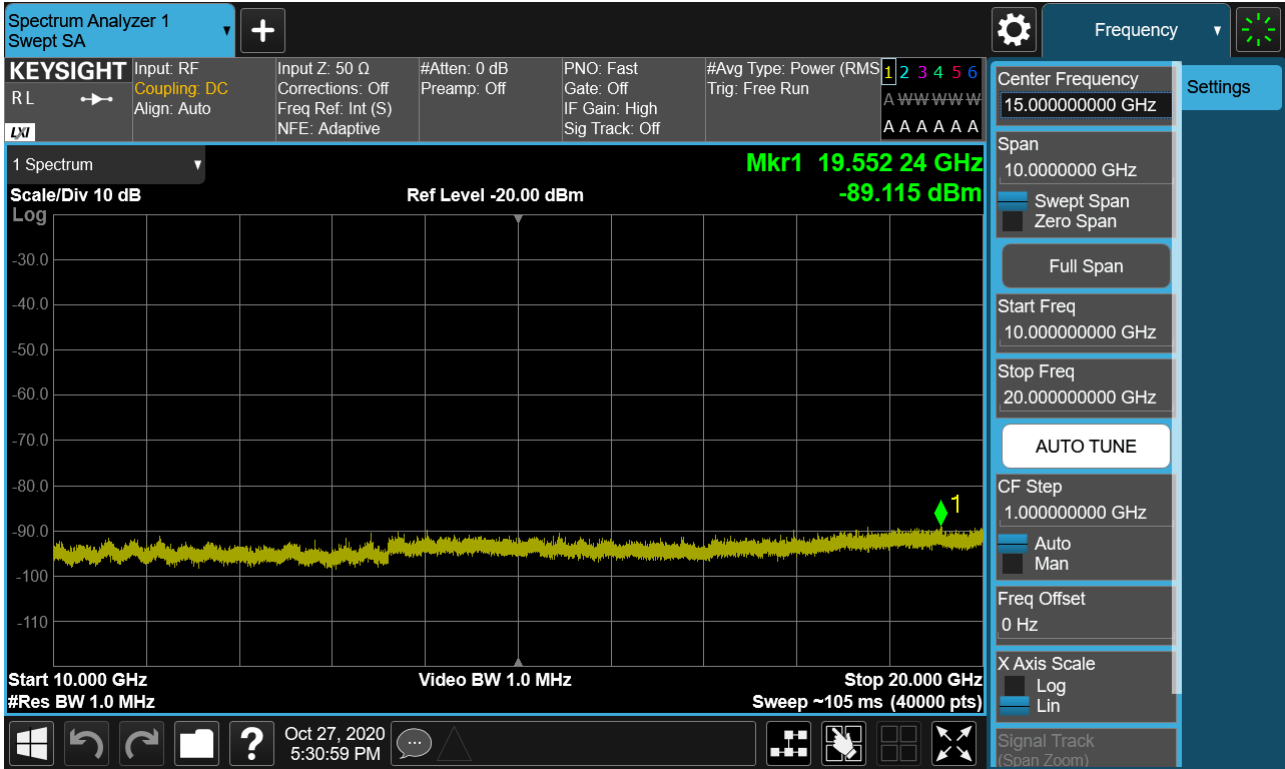 Spectrum Analyzer 1
Swept SA
Frequency
KEYSIGHT
R L
LXI
Input: RF
Coupling: DC
Align: Auto
Input Z: 50 Ω
Corrections: Off
Freq Ref: Int (S)
NFE: Adaptive
#Atten: 0 dB
Preamp: Off
PNO: Fast
Gate: Off
IF Gain: High
Sig Track: Off
#Avg Type: Power (RMS
Trig: Free Run
1 2 3 4 5 6
A W W W W W
A A A A A A
1 Spectrum
Scale/Div 10 dB
Log
Ref Level -20.00 dBm
Mkr1 19.552 24 GHz
-89.115 dBm
-30.0
-40.0
-50.0
-60.0
-70.0
-80.0
-90.0
-100
-110
1
Start 10.000 GHz
#Res BW 1.0 MHz
Video BW 1.0 MHz
Stop 20.000 GHz
Sweep ~105 ms (40000 pts)
Center Frequency
15.000000000 GHz
Settings
Span
10.0000000 GHz
Swept Span
Zero Span
Full Span
Start Freq
10.000000000 GHz
Stop Freq
20.000000000 GHz
AUTO TUNE
CF Step
1.000000000 GHz
Auto
Man
Freq Offset
0 Hz
X Axis Scale
Log
Lin
Signal Track
(Span Zoom)
?
Oct 27, 2020
5:30:59 PM